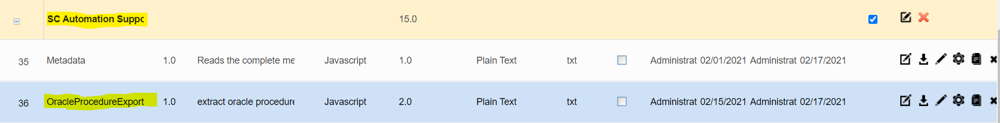 SC Automation Suppo 15.0
35 Metadata 1.0 Reads the complete me Javascript 1.0 Plain Text txt Administrat 02/01/2021 Administrat 02/17/2021
36 OracleProcedureExport 1.0 extract oracle procedure Javascript 2.0 Plain Text txt Administrat 02/15/2021 Administrat 02/17/2021